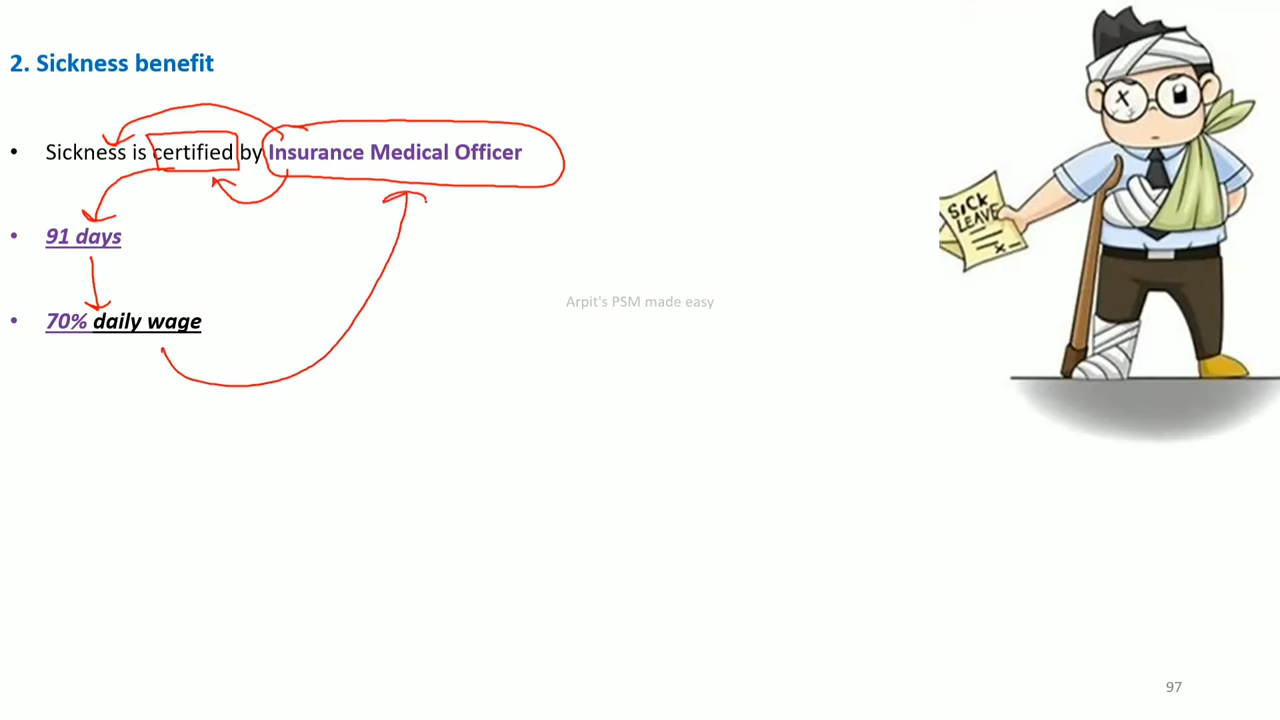 2. Sickness benefit
• Sickness is certified by Insurance Medical Officer
• 91 days
• 70% daily wage
SICK
LEAVE
Arpit's PSM made easy
97